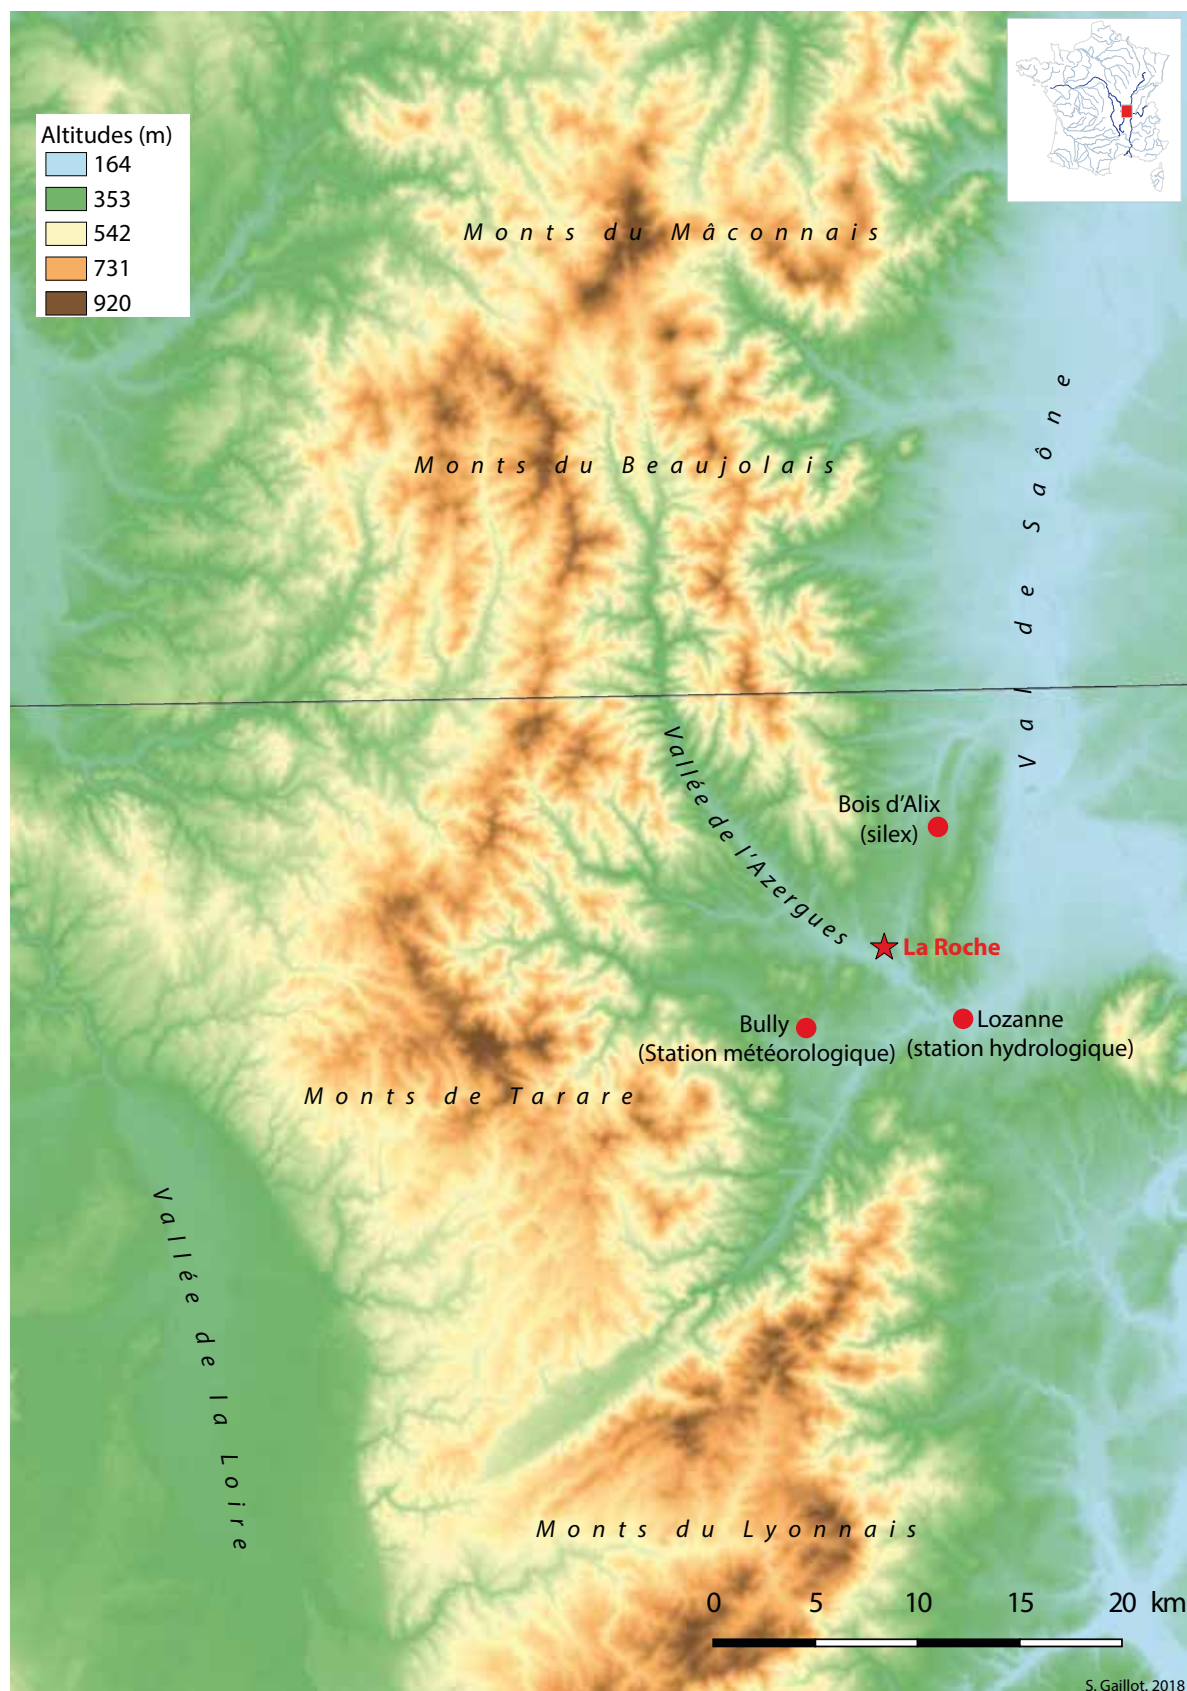 Altitudes (m)
164
353
542
731
920
Monts du Mâconnais
Monts du Beaujolais
Val de Saône
Vallée de l'Azergues
Bois d'Alix
(silex)
La Roche
Bully
(Station météorologique)
Lozanne
(station hydrologique)
Monts de Tarare
Vallée de la Loire
Monts du Lyonnais
0 5 10 15 20 km
S. Gaillot. 2018